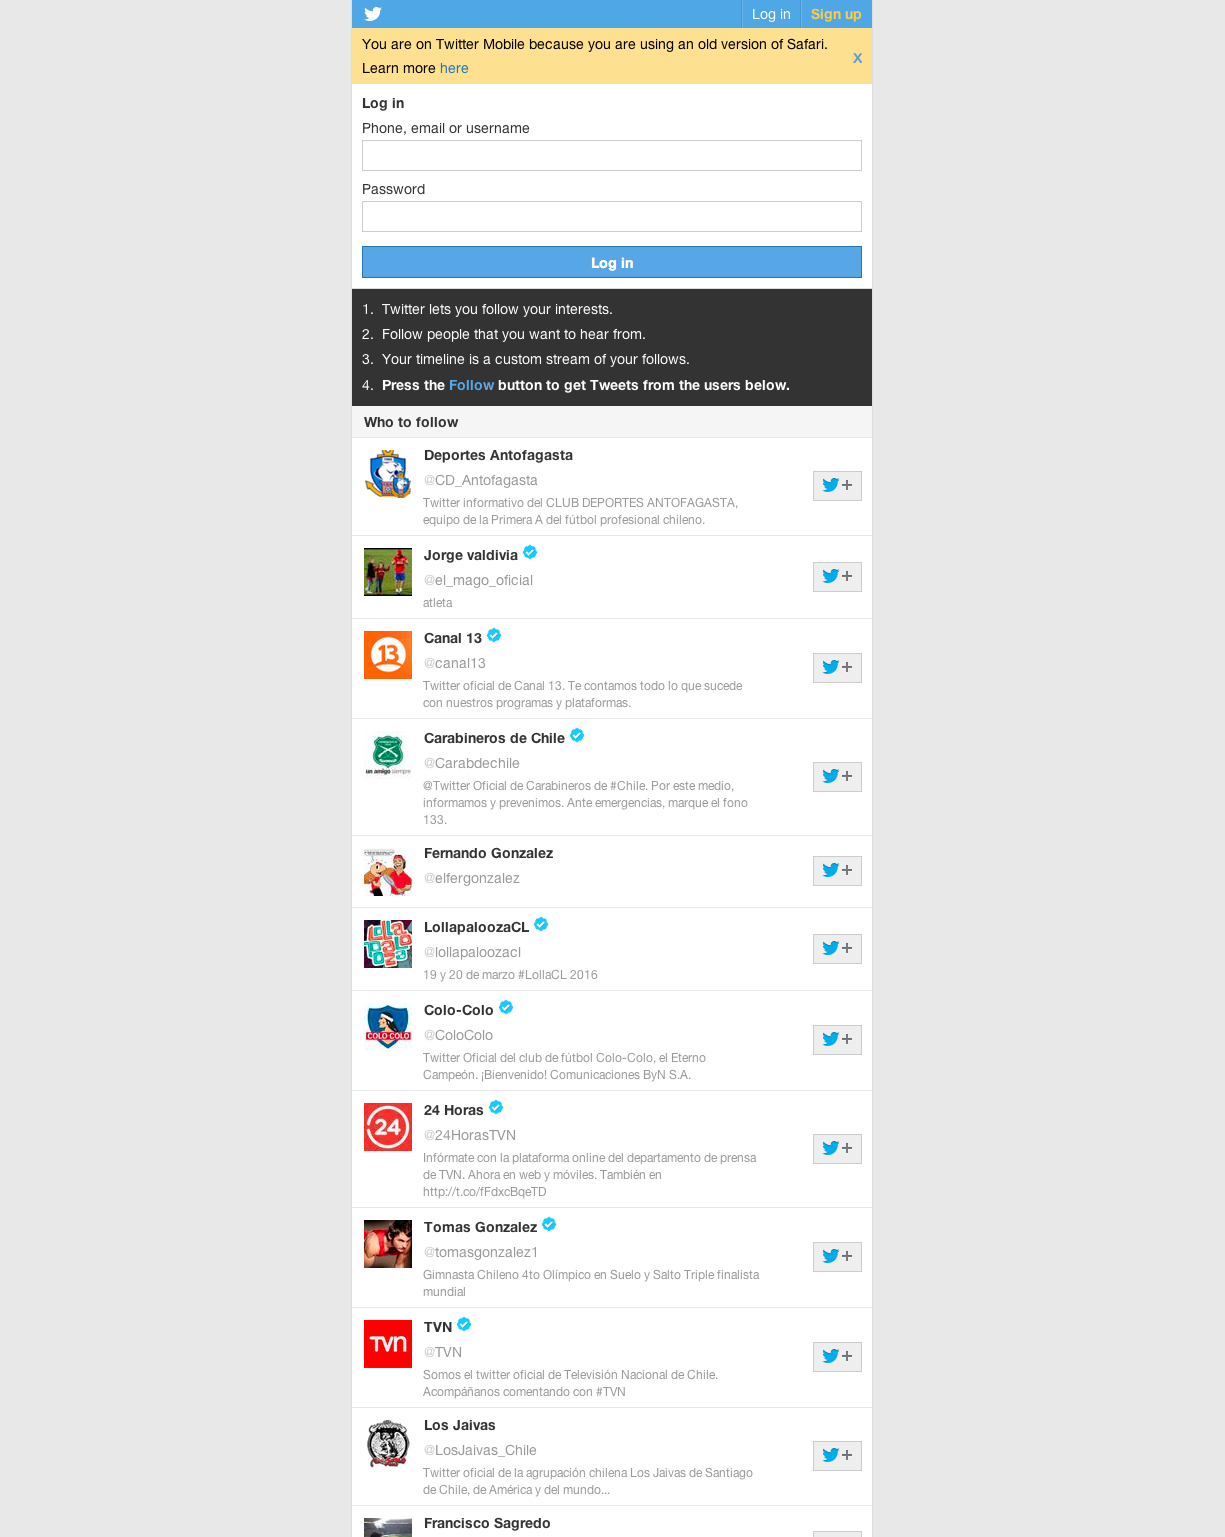 Log in Sign up
You are on Twitter Mobile because you are using an old version of Safari.
Learn more here
X
Log in
Phone, email or username
Password
Log in
1. Twitter lets you follow your interests.
2. Follow people that you want to hear from.
3. Your timeline is a custom stream of your follows.
4. Press the Follow button to get Tweets from the users below.
Who to follow
Deportes Antofagasta
@CD_Antofagasta
Twitter informativo del CLUB DEPORTES ANTOFAGASTA,
equipo de la Primera A del fútbol profesional chileno.
Jorge valdivia
@el_mago_oficial
atleta
13
Canal 13
@canal13
Twitter oficial de Canal 13. Te contamos todo lo que sucede
con nuestros programas y plataformas.
un amigo siempre
Carabineros de Chile
@Carabdechile
@Twitter Oficial de Carabineros de #Chile. Por este medio,
informamos y prevenimos. Ante emergencias, marque el fono
133.
Fernando Gonzalez
@elfergonzalez
LOLLA
PALO
OZA
LollapaloozaCL
@lollapaloozacl
19 y 20 de marzo #LollaCL 2016
COLO COLO
Colo-Colo
@ColoColo
Twitter Oficial del club de fútbol Colo-Colo, el Eterno
Campeón. ¡Bienvenido! Comunicaciones ByN S.A.
24
24 Horas
@24HorasTVN
Infórmate con la plataforma online del departamento de prensa
de TVN. Ahora en web y móviles. También en
http://t.co/fFdxcBqeTD
Tomas Gonzalez
@tomasgonzalez1
Gimnasta Chileno 4to Olímpico en Suelo y Salto Triple finalista
mundial
TVN
TVN
@TVN
Somos el twitter oficial de Televisión Nacional de Chile.
Acompáñanos comentando con #TVN
Los Jaivas
@LosJaivas_Chile
Twitter oficial de la agrupación chilena Los Jaivas de Santiago
de Chile, de América y del mundo...
Francisco Sagredo